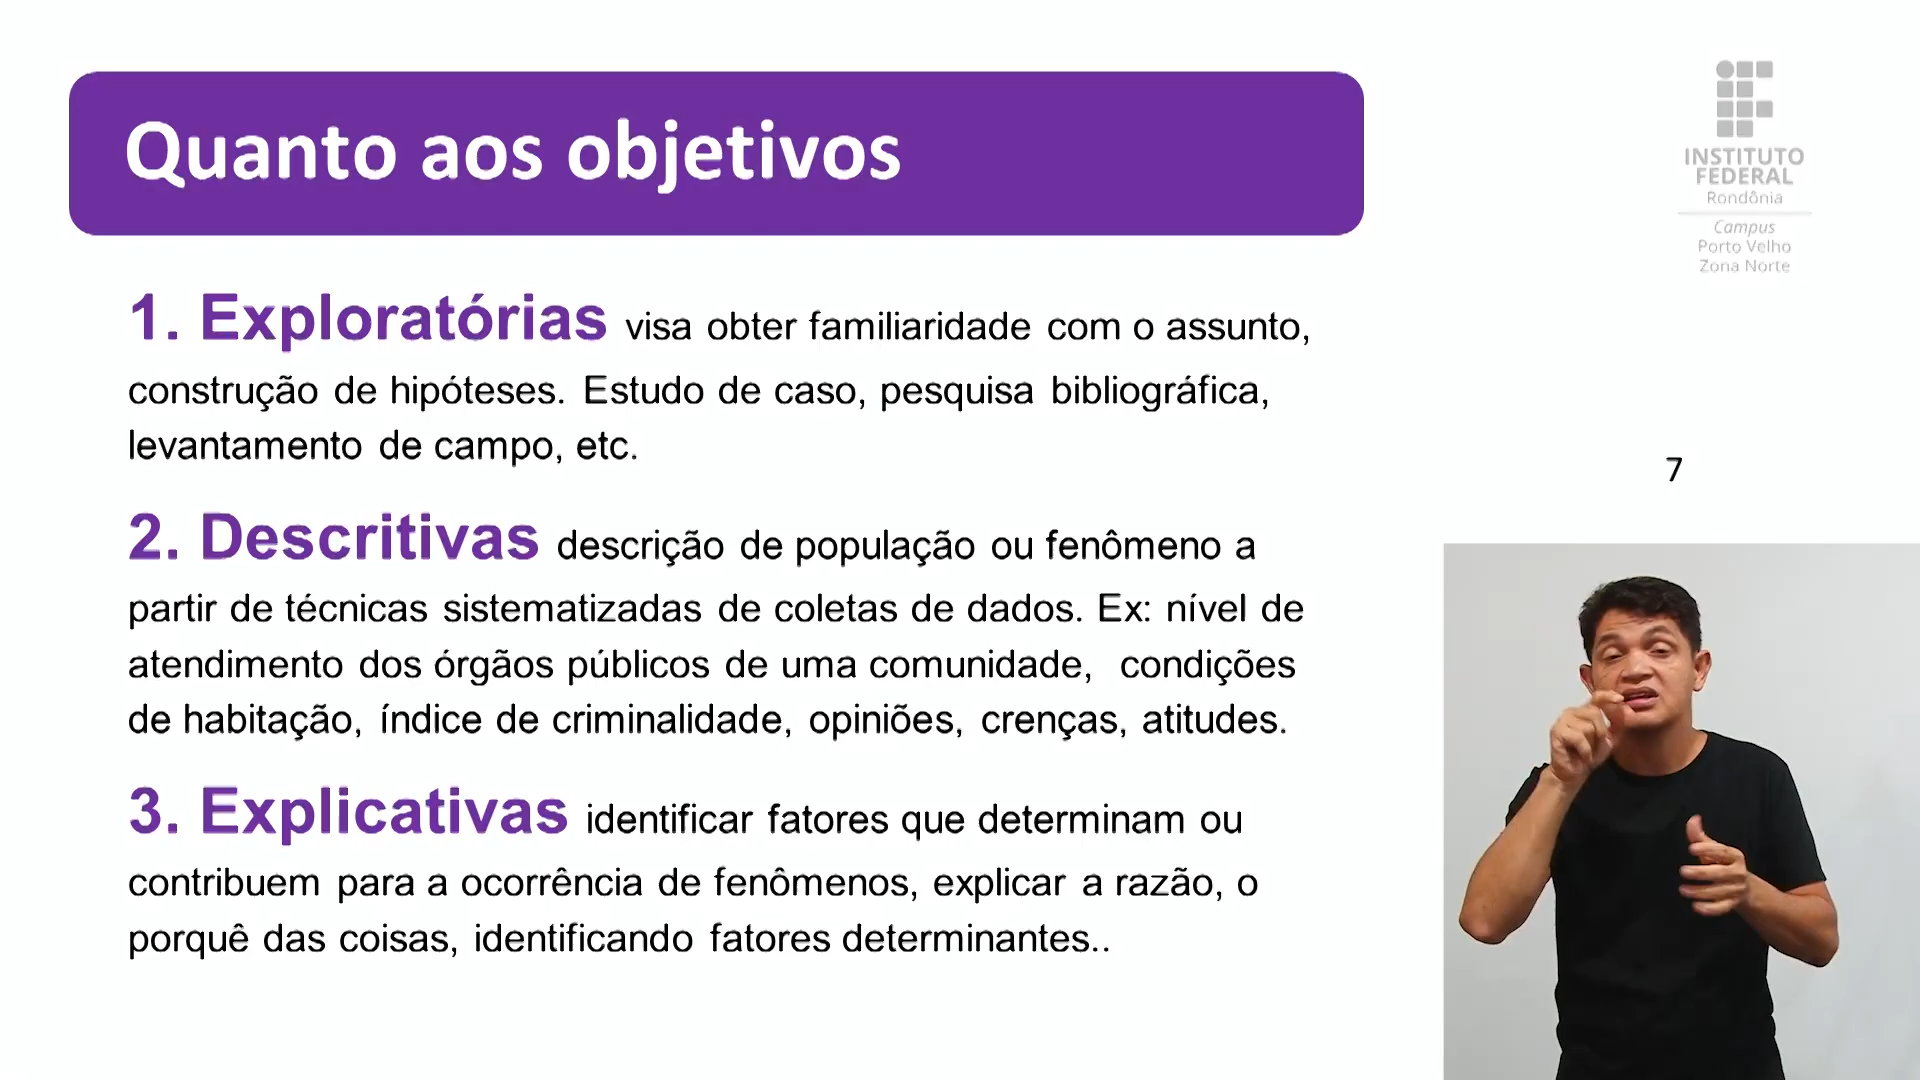 Quanto aos objetivos
INSTITUTO
FEDERAL
Rondônia
Campus
Porto Velho
Zona Norte
1. Exploratórias visa obter familiaridade com o assunto,
construção de hipóteses. Estudo de caso, pesquisa bibliográfica,
levantamento de campo, etc.
7
2. Descritivas descrição de população ou fenômeno a
partir de técnicas sistematizadas de coletas de dados. Ex: nível de
atendimento dos órgãos públicos de uma comunidade, condições
de habitação, índice de criminalidade, opiniões, crenças, atitudes.
3. Explicativas identificar fatores que determinam ou
contribuem para a ocorrência de fenômenos, explicar a razão, o
porquê das coisas, identificando fatores determinantes..